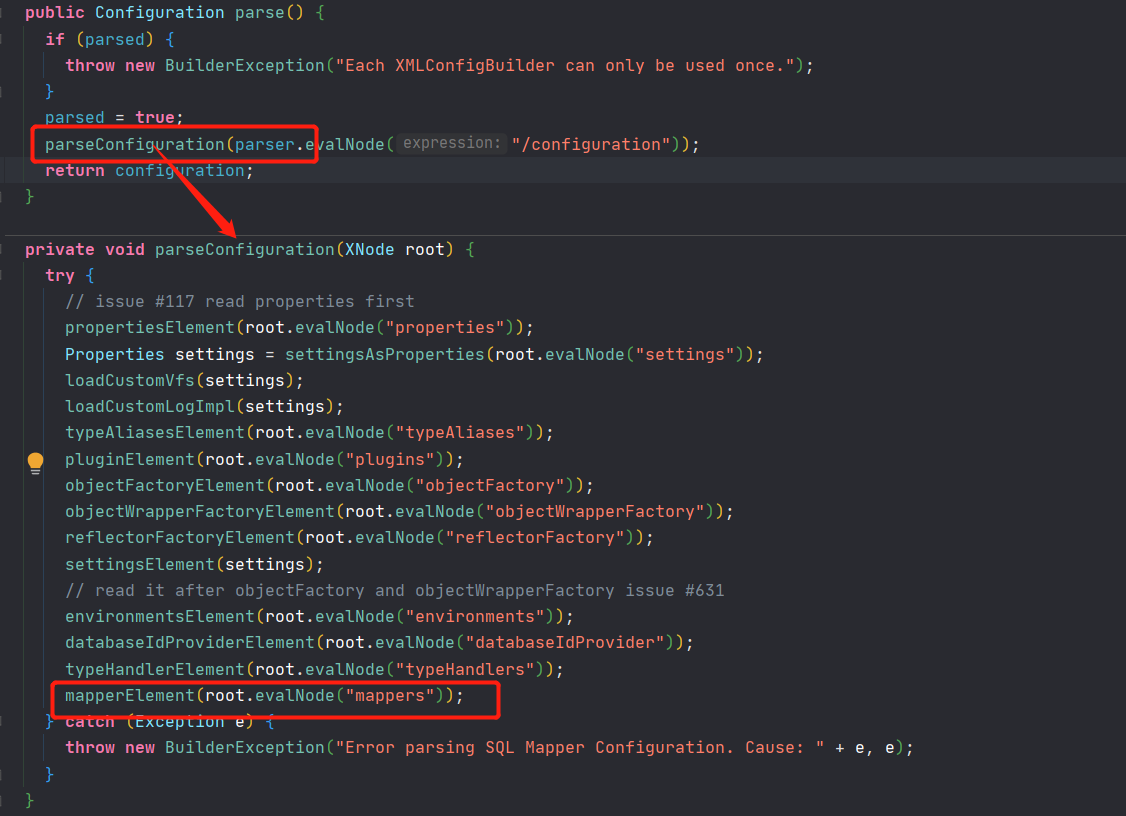 public Configuration parse() {
if (parsed) {
throw new BuilderException("Each XMLConfigBuilder can only be used once.");
}
parsed = true;
parseConfiguration(parser.evalNode( expression: "/configuration"));
return configuration;
}
private void parseConfiguration(XNode root) {
try {
// issue #117 read properties first
propertiesElement(root.evalNode("properties"));
Properties settings = settingsAsProperties(root.evalNode("settings"));
loadCustomVfs(settings);
loadCustomLogImpl(settings);
typeAliasesElement(root.evalNode("typeAliases"));
pluginElement(root.evalNode("plugins"));
objectFactoryElement(root.evalNode("objectFactory"));
objectWrapperFactoryElement(root.evalNode("objectWrapperFactory"));
reflectorFactoryElement(root.evalNode("reflectorFactory"));
settingsElement(settings);
// read it after objectFactory and objectWrapperFactory issue #631
environmentsElement(root.evalNode("environments"));
databaseIdProviderElement(root.evalNode("databaseIdProvider"));
typeHandlerElement(root.evalNode("typeHandlers"));
mapperElement(root.evalNode("mappers"));
} catch (Exception e) {
throw new BuilderException("Error parsing SQL Mapper Configuration. Cause: " + e, e);
}
}